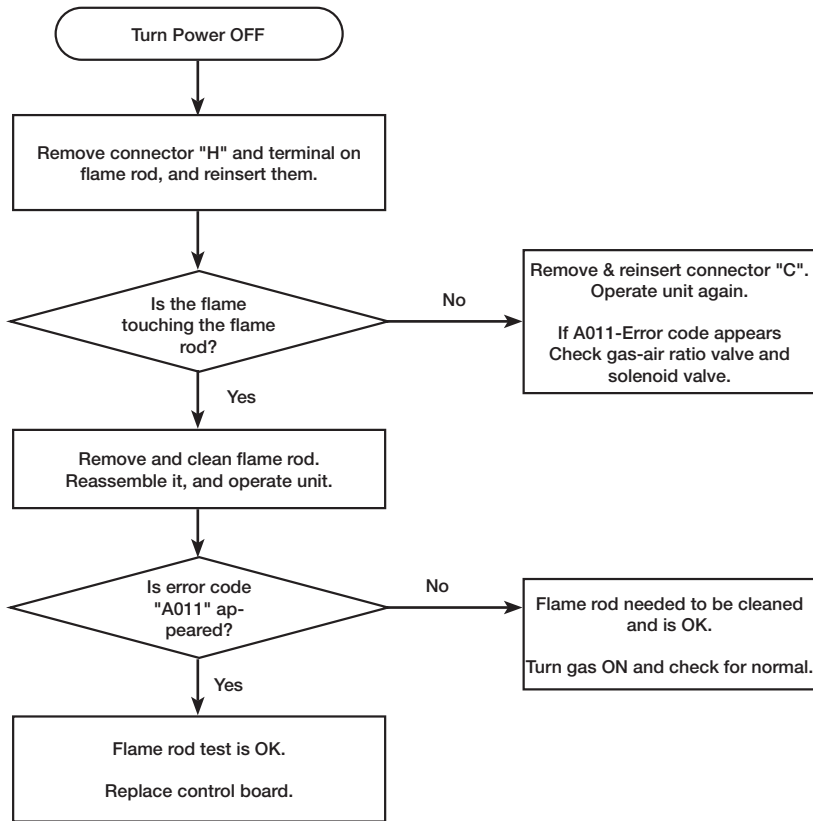 Turn Power OFF
Remove connector "H" and terminal on
flame rod, and reinsert them.
Is the flame
touching the flame
rod?
No
Remove & reinsert connector "C".
Operate unit again.
If A011-Error code appears
Check gas-air ratio valve and
solenoid valve.
Yes
Remove and clean flame rod.
Reassemble it, and operate unit.
Is error code
"A011" ap-
peared?
No
Flame rod needed to be cleaned
and is OK.
Turn gas ON and check for normal.
Yes
Flame rod test is OK.
Replace control board.